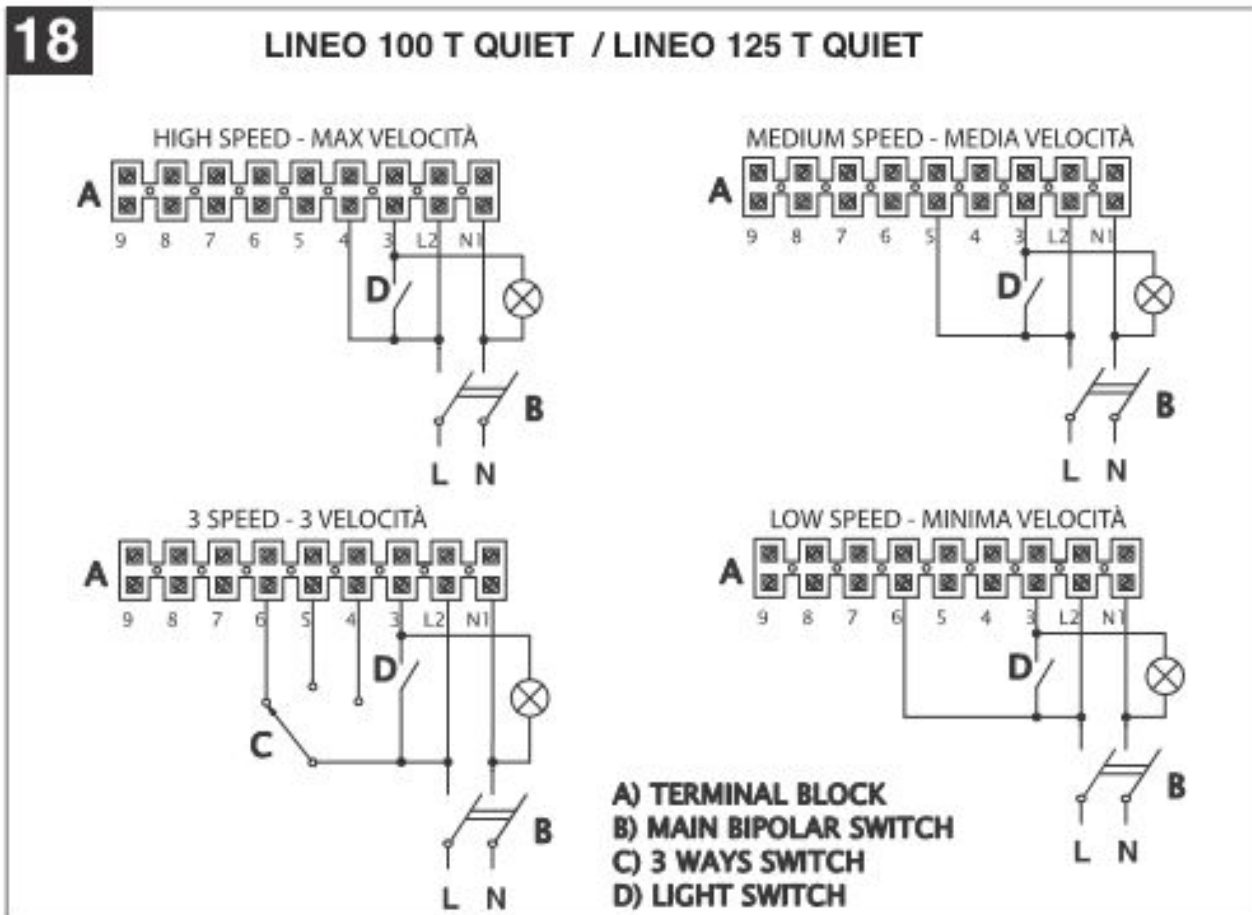 18
LINEO 100 T QUIET / LINEO 125 T QUIET
HIGH SPEED - MAX VELOCITÀ
A
9 8 7 6 5 4 3 L2 N1
D
B
L N
MEDIUM SPEED - MEDIA VELOCITÀ
A
9 8 7 6 5 4 3 L2 N1
D
B
L N
3 SPEED - 3 VELOCITÀ
A
9 8 7 6 5 4 3 L2 N1
D
C
B
L N
LOW SPEED - MINIMA VELOCITÀ
A
9 8 7 6 5 4 3 L2 N1
D
B
L N
A) TERMINAL BLOCK
B) MAIN BIPOLAR SWITCH
C) 3 WAYS SWITCH
D) LIGHT SWITCH